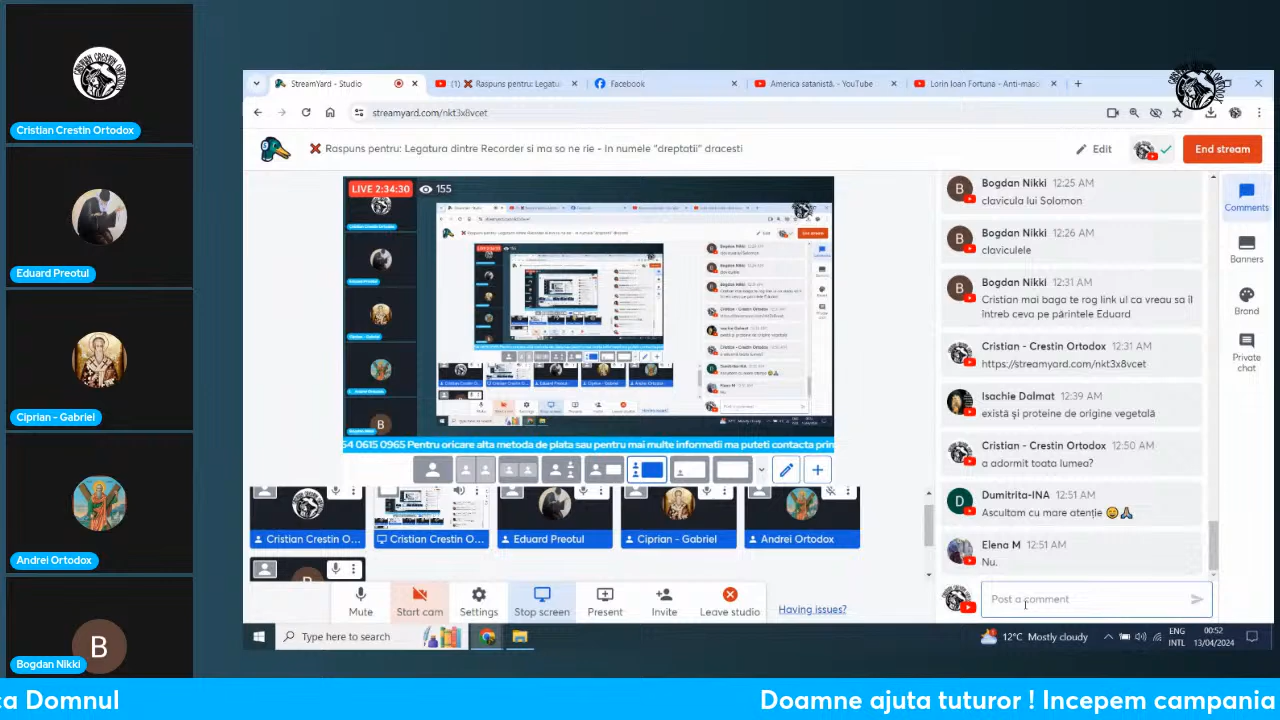 Cristian Crestin Ortodox
Eduard Preotul
Ciprian - Gabriel
Andrei Ortodox
B
Bogdan Nikki
StreamYard - Studio
(1) ❌ Raspuns pentru: Legatu
Facebook
America satanistă. - YouTube
Lorin Ioan Fortuna - Anti-maso
streamyard.com/nkt3x8vcet
❌ Raspuns pentru: Legatura dintre Recorder si ma so ne rie - In numele "dreptatii" dracesti
Edit
End stream
LIVE 2:34:30
155
64 0615 0965 Pentru oricare alta metoda de plata sau pentru mai multe informatii ma puteti contacta prin
Cristian Crestin O...
Cristian Crestin O...
Eduard Preotul
Ciprian - Gabriel
Andrei Ortodox
Mute
Start cam
Settings
Stop screen
Present
Invite
Leave studio
Having issues?
B
Bogdan Nikki 12:25 AM
clavicula lui Solomon
B
Bogdan Nikki 12:26 AM
claviculele
B
Bogdan Nikki 12:31 AM
Cristian mai baga te rog link ul ca vreau sa îl
întreb ceva pe părintele Eduard
Cristian - Crestin Ortodox 12:31 AM
https://streamyard.com/nkt3x8vcet
Isachie Dalmat 12:39 AM
există și proteine de origine vegetală
Cristian - Crestin Ortodox 12:50 AM
a adormit toata lumea?
D
Dumitrita-INA 12:51 AM
Ascultam cu mare atenție 😊🙏
Elena M 12:51 AM
Nu.
Post a comment
Comments
Banners
Brand
Private
chat
Type here to search
12°C Mostly cloudy
ENG
INTL
00:52
13/04/2024
ca Domnul
Doamne ajuta tuturor ! Incepem campania